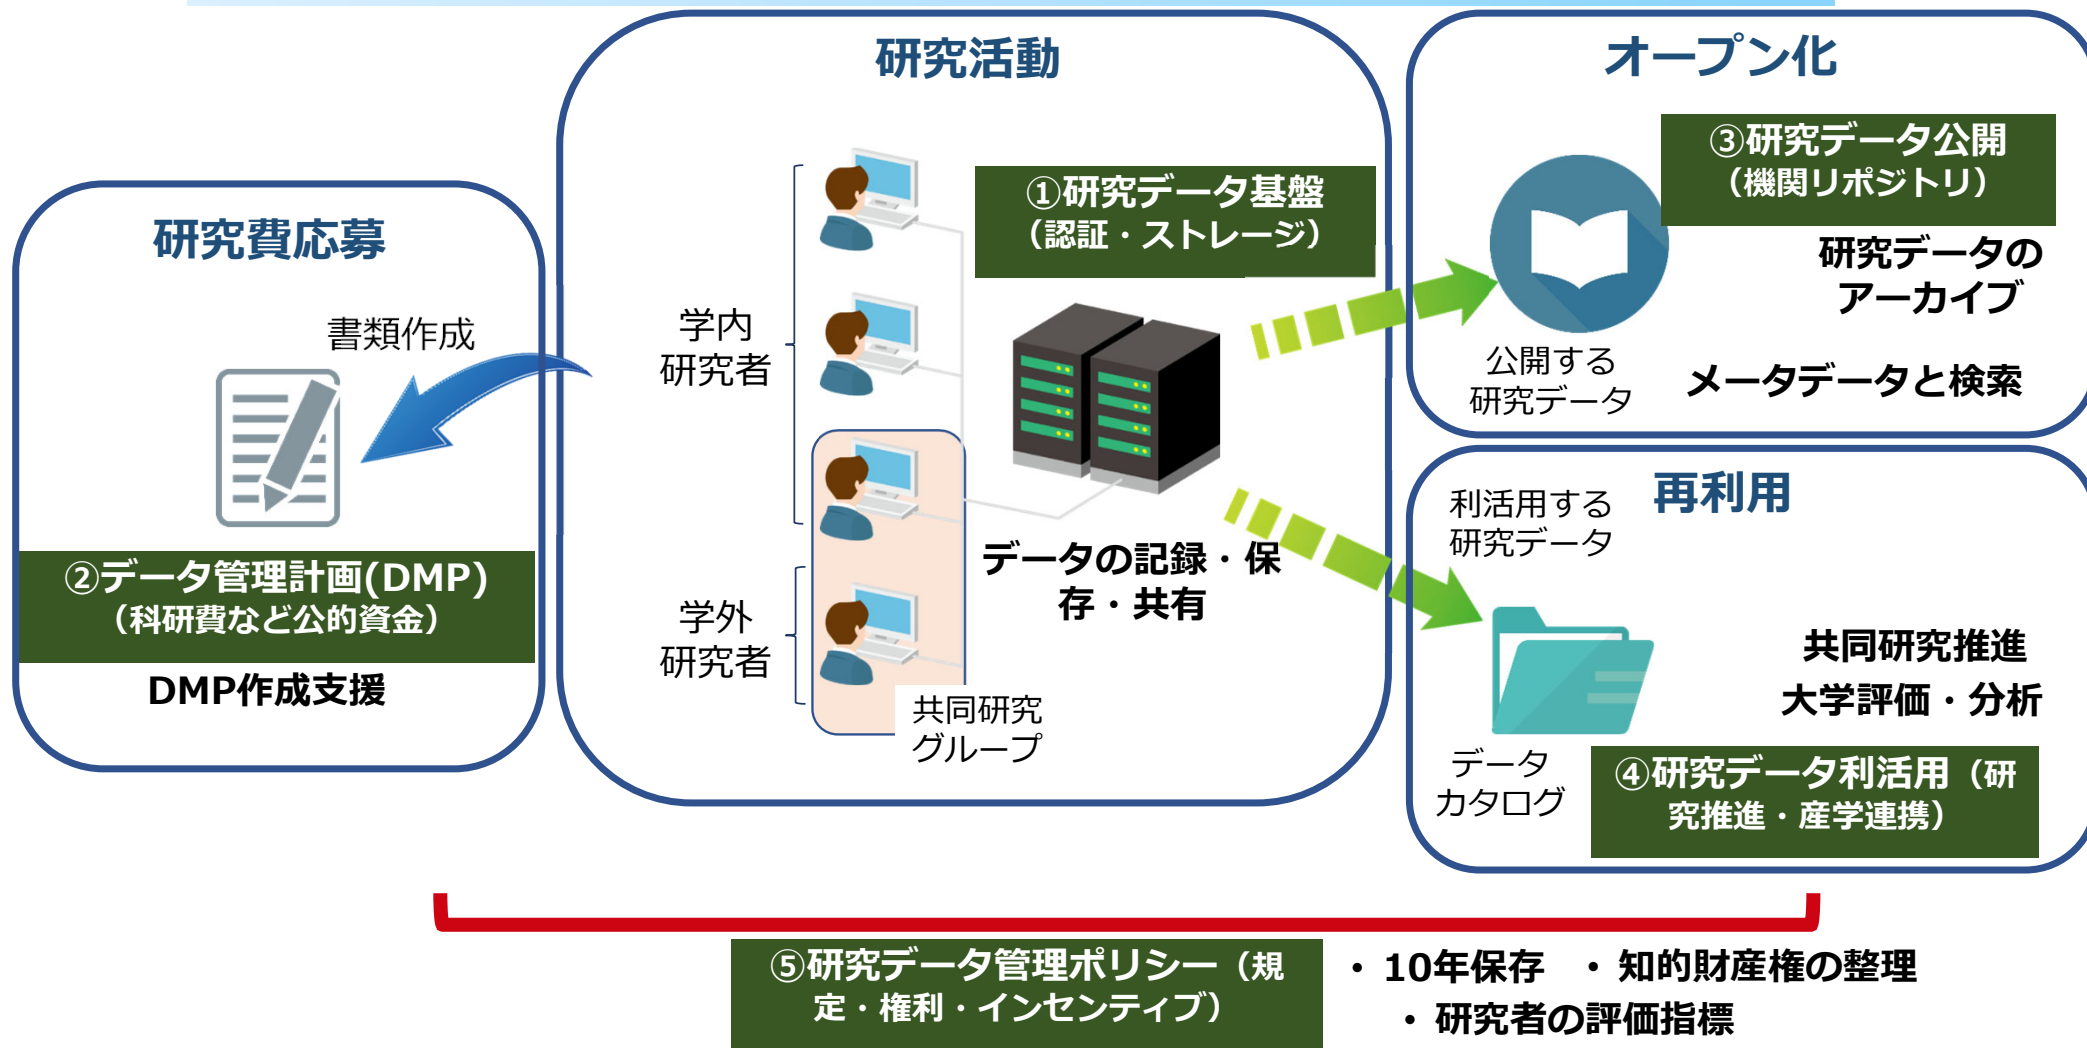 研究費応募
書類作成
②データ管理計画(DMP)
（科研費など公的資金）
DMP作成支援
研究活動
学内
研究者
学外
研究者
共同研究
グループ
①研究データ基盤
（認証・ストレージ）
データの記録・保
存・共有
オープン化
③研究データ公開
（機関リポジトリ）
研究データの
アーカイブ
公開する
研究データ
メータデータと検索
再利用
利活用する
研究データ
共同研究推進
大学評価・分析
データ
カタログ
④研究データ利活用（研
究推進・産学連携）
⑤研究データ管理ポリシー（規
定・権利・インセンティブ）
・10年保存 ・知的財産権の整理
・研究者の評価指標